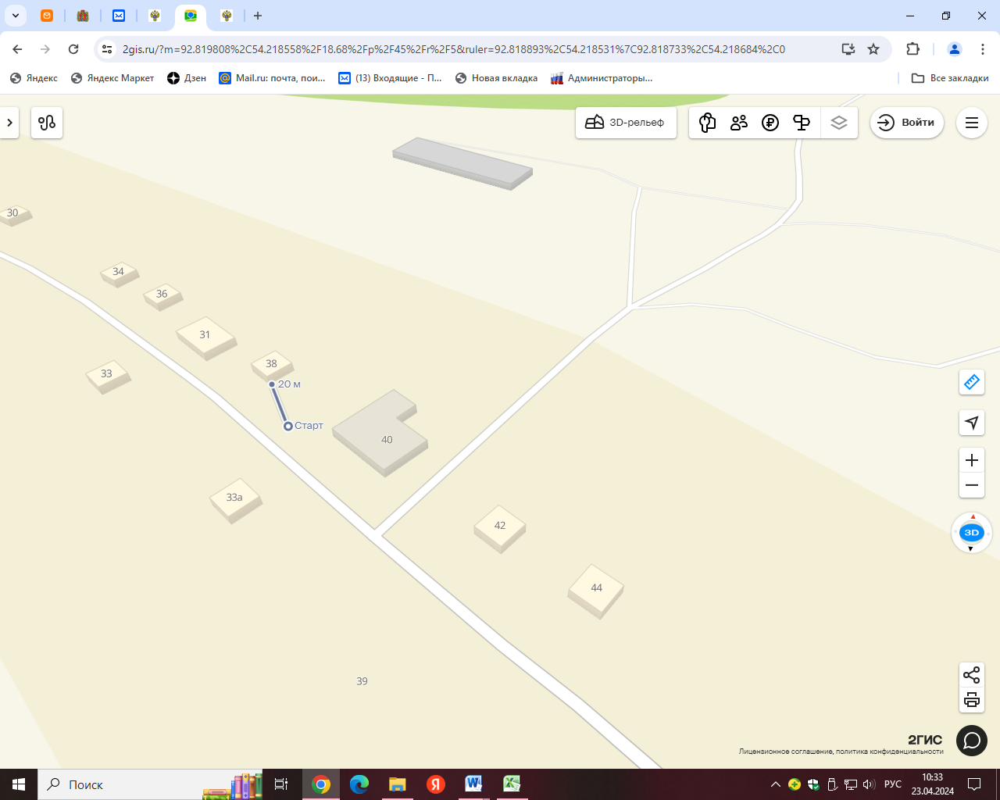 2gis.ru/?m=92.819808%2C54.218558%2F18.68%2Fp%2F45%2Fr%2F5&ruler=92.818893%2C54.218531%7C92.818733%2C54.218684%2C0
Яндекс
Яндекс Маркет
Дзен
Mail.ru: почта, пои...
(13) Входящие - П...
Новая вкладка
Администраторы...
Все закладки
3D-рельеф
Войти
30
34
36
31
38
33
20 м
Старт
40
33а
42
3D
44
39
2ГИС
Лицензионное соглашение, политика конфиденциальности
Поиск
РУС
10:33
23.04.2024